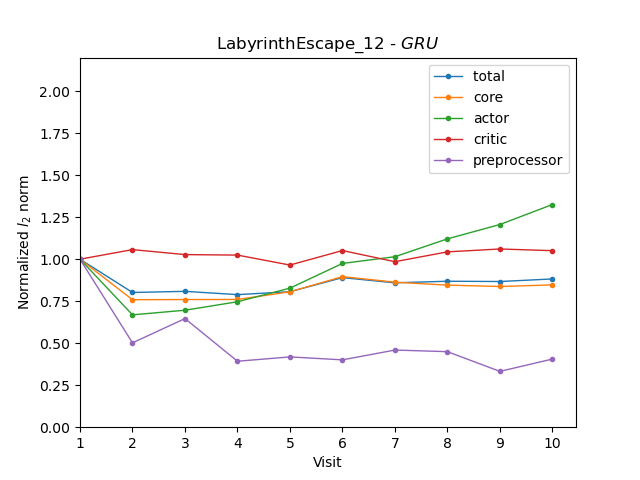 LabyrinthEscape_12 - GRU
total
core
actor
critic
preprocessor
Normalized l2 norm
2.00
1.75
1.50
1.25
1.00
0.75
0.50
0.25
0.00
1 2 3 4 5 6 7 8 9 10
Visit